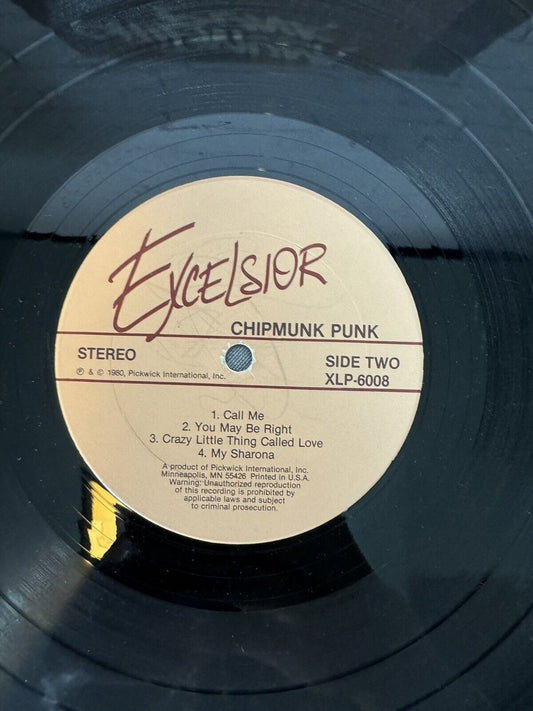 EXCELSIOR
CHIPMUNK PUNK
STEREO
SIDE TWO
℗ & © 1980, Pickwick International, Inc.
XLP-6008
1. Call Me
2. You May Be Right
3. Crazy Little Thing Called Love
4. My Sharona
A product of Pickwick International, Inc.
Minneapolis, MN 55426 Printed in U.S.A.
Warning: Unauthorized reproduction
of this recording is prohibited by
applicable laws and subject
to criminal prosecution.